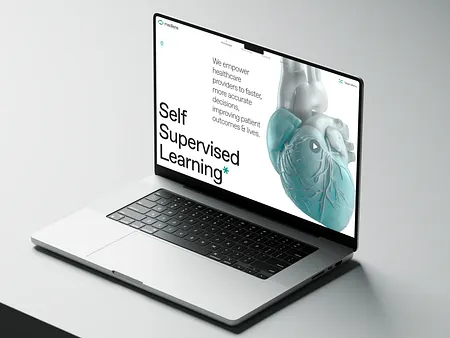 We empower
healthcare
providers to faster,
more accurate
decisions,
improving patient
outcomes & lives.
Self
Supervised
Learning*